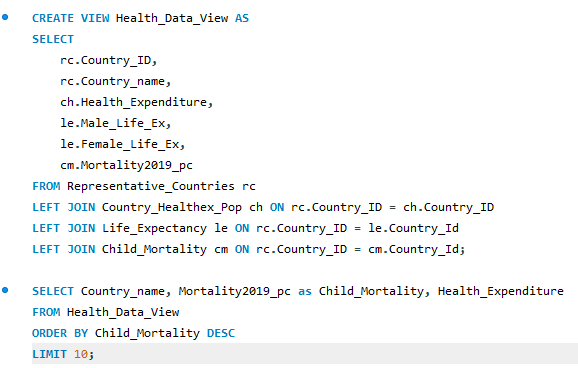 CREATE VIEW Health_Data_View AS
SELECT
    rc.Country_ID,
    rc.Country_name,
    ch.Health_Expenditure,
    le.Male_Life_Ex,
    le.Female_Life_Ex,
    cm.Mortality2019_pc
FROM Representative_Countries rc
LEFT JOIN Country_Healthex_Pop ch ON rc.Country_ID = ch.Country_ID
LEFT JOIN Life_Expectancy le ON rc.Country_ID = le.Country_Id
LEFT JOIN Child_Mortality cm ON rc.Country_ID = cm.Country_Id;
SELECT Country_name, Mortality2019_pc as Child_Mortality, Health_Expenditure
FROM Health_Data_View
ORDER BY Child_Mortality DESC
LIMIT 10;